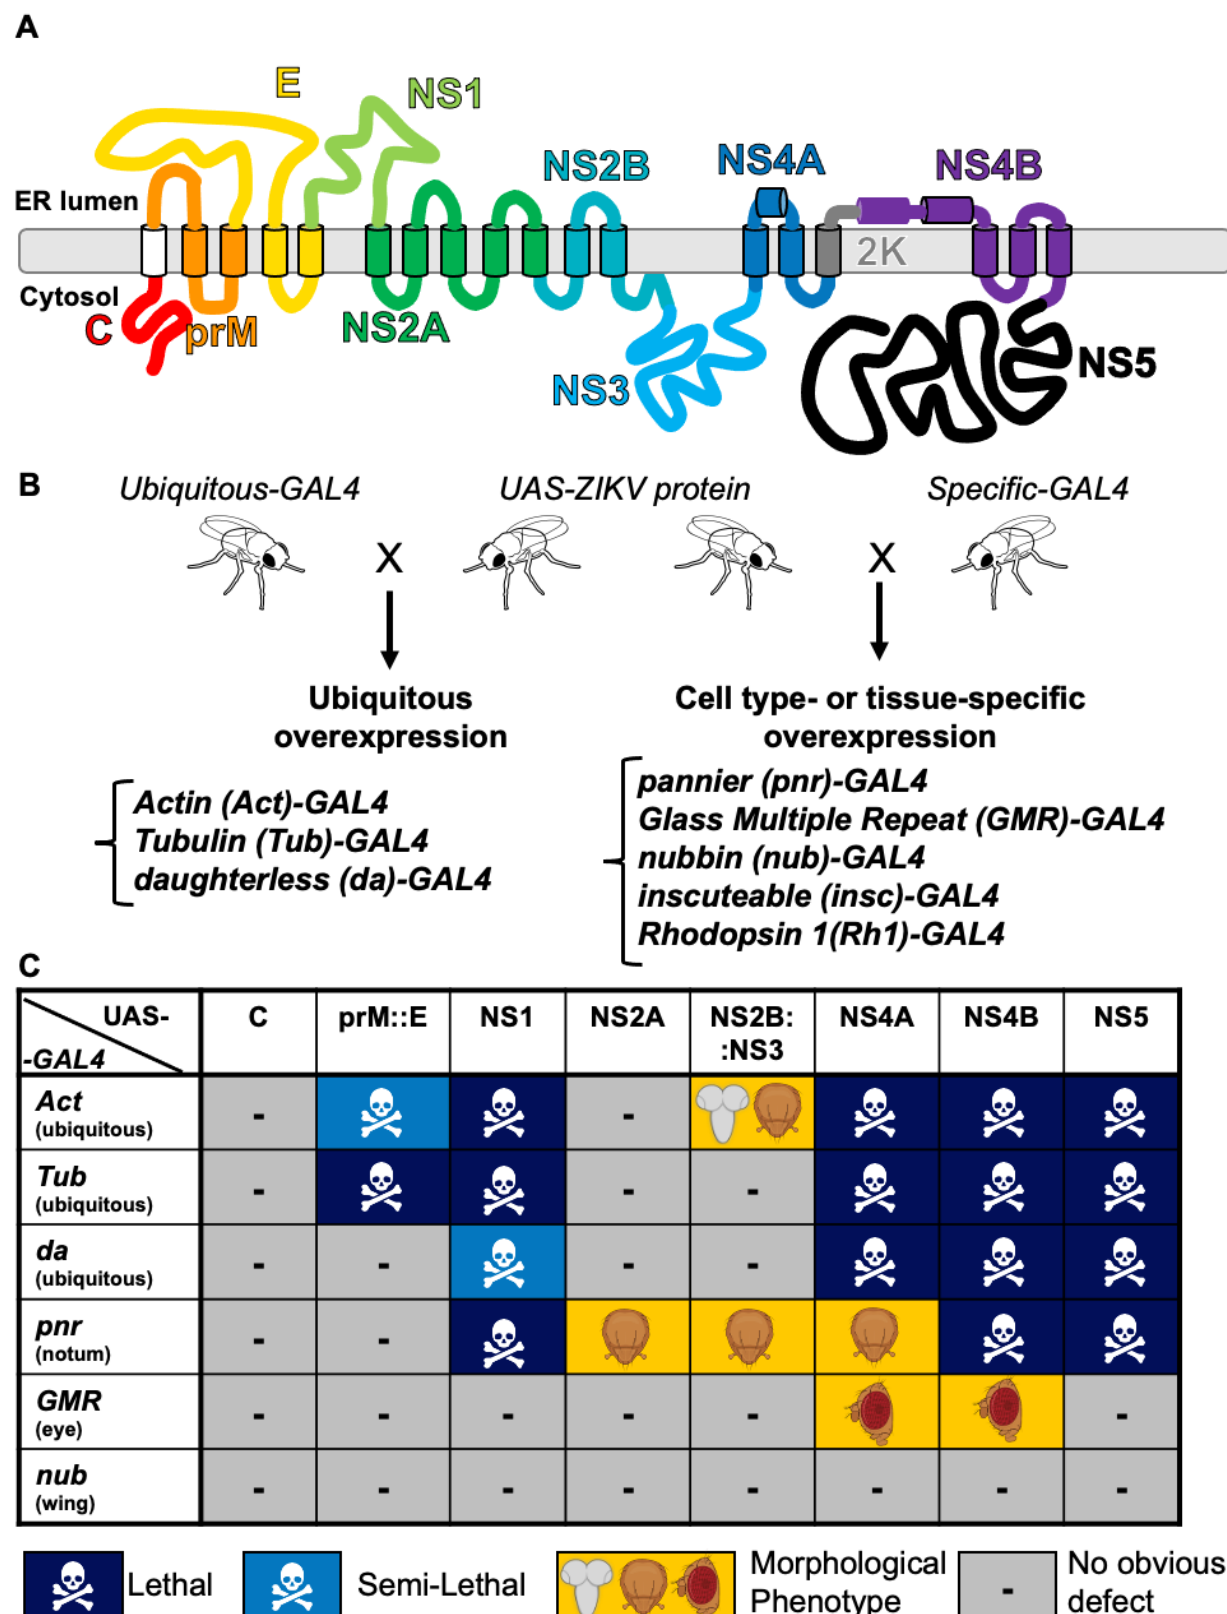 A
E
NS1
NS2B
NS4A
NS4B
ER lumen
2K
Cytosol
C
prM
NS2A
NS3
NS5
B
Ubiquitous-GAL4
UAS-ZIKV protein
Specific-GAL4
X
X
Ubiquitous
overexpression
Cell type- or tissue-specific
overexpression
Actin (Act)-GAL4
Tubulin (Tub)-GAL4
daughterless (da)-GAL4
pannier (pnr)-GAL4
Glass Multiple Repeat (GMR)-GAL4
nubbin (nub)-GAL4
inscuteable (insc)-GAL4
Rhodopsin 1(Rh1)-GAL4
C
UAS-
-GAL4
C
prM::E
NS1
NS2A
NS2B:
:NS3
NS4A
NS4B
NS5
Act
(ubiquitous)
- -
Tub
(ubiquitous)
- - -
da
(ubiquitous)
- - - -
pnr
(notum)
- -
GMR
(eye)
- - - - - -
nub
(wing)
- - - - - - - -
Lethal
Semi-Lethal
Morphological
Phenotype
-
No obvious
defect